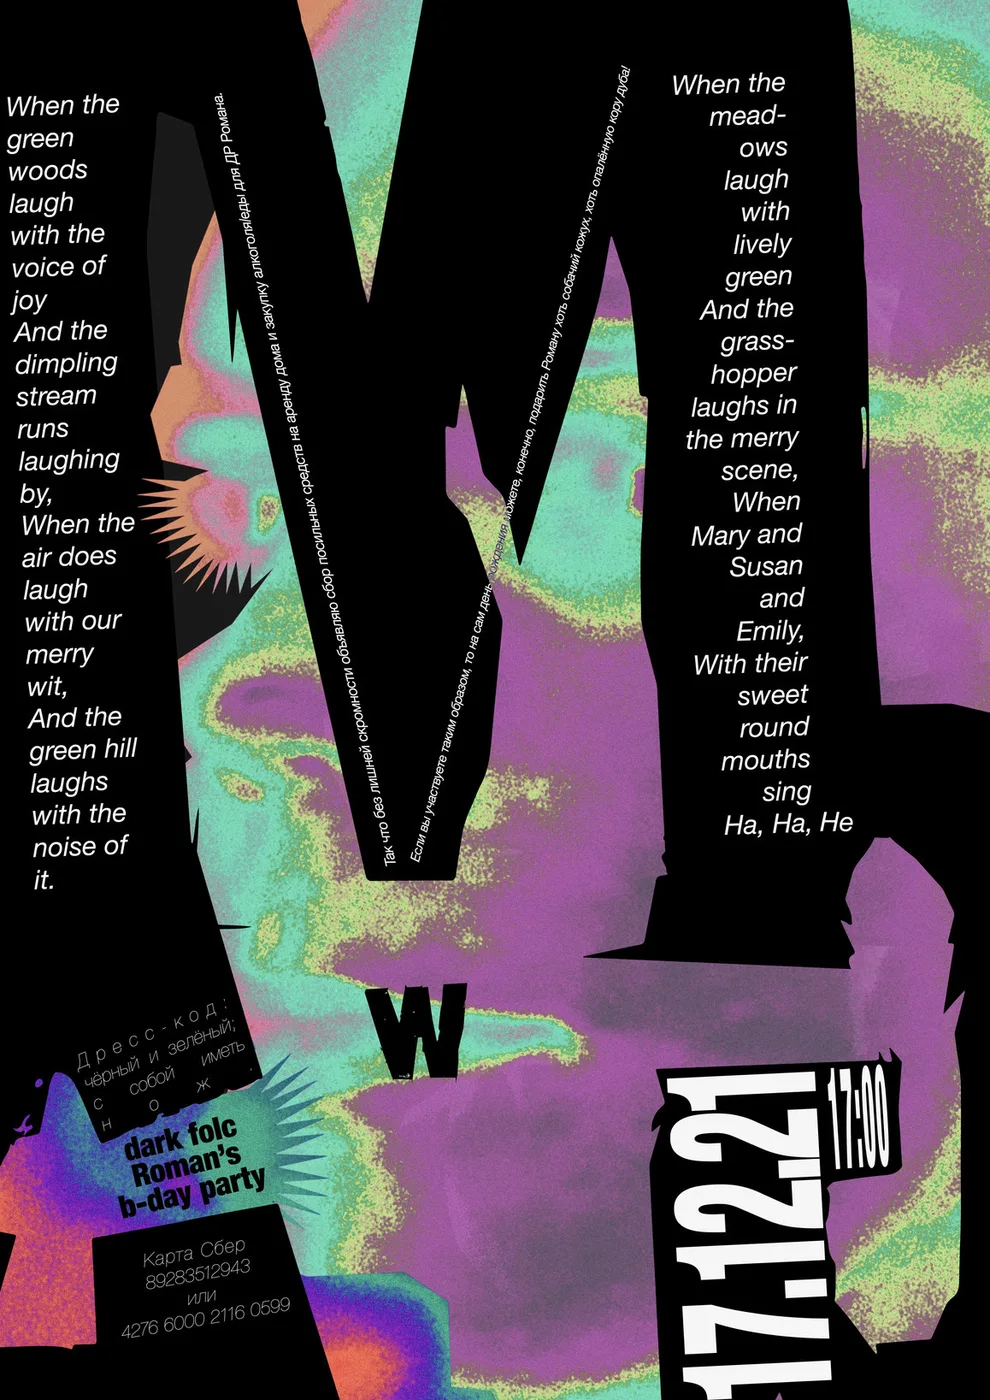 When the
green
woods
laugh
with the
voice of
joy
And the
dimpling
stream
runs
laughing
by,
When the
air does
laugh
with our
merry
wit,
And the
green hill
laughs
with the
noise of
it.
Так что без лишней скромности объявляю сбор посильных средств на аренду дома и закупку алкоголя/еды для ДР Романа.
Если вы участвуете таким образом, то на сам день рождения можете, конечно, подарить Роману хоть собачий кожух, хоть опалённую кору дуба!
When the
mead-
ows
laugh
with
lively
green
And the
grass-
hopper
laughs in
the merry
scene,
When
Mary and
Susan
and
Emily,
With their
sweet
round
mouths
sing
Ha, Ha, He
W
Дресс-код:
чёрный и зелёный;
с собой иметь
нож.
dark folc
Roman's
b-day party
Карта Сбер
89283512943
или
4276 6000 2116 0599
17.12.21
17:00